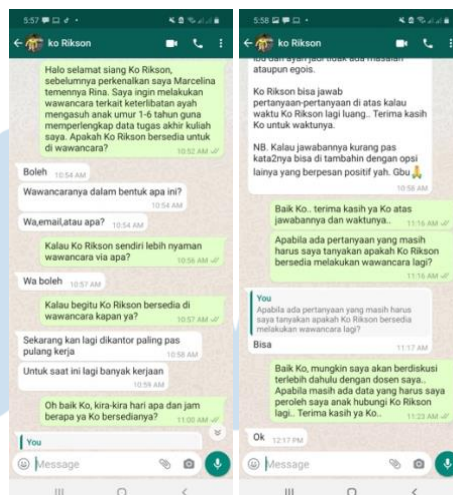 5:57
ko Rikson
Halo selamat siang Ko Rikson,
sebelumnya perkenalkan saya Marcelina
temennya Rina. Saya ingin melakukan
wawancara terkait keterlibatan ayah
mengasuh anak umur 1-6 tahun guna
memperlengkap data tugas akhir kuliah
saya. Apakah Ko Rikson bersedia untuk
di wawancara?
10:52 AM
Boleh 10:54 AM
Wawancaranya dalam bentuk apa ini?
10:54 AM
Wa,email,atau apa? 10:54 AM
Kalau Ko Rikson sendiri lebih nyaman
wawancara via apa? 10:56 AM
Wa boleh 10:57 AM
Kalau begitu Ko Rikson bersedia di
wawancara kapan ya? 10:57 AM
Sekarang kan lagi dikantor paling pas
pulang kerja 10:58 AM
Untuk saat ini lagi banyak kerjaan
10:59 AM
Oh baik Ko, kira-kira hari apa dan jam
berapa ya Ko bersedianya? 11:00 AM
You
Message
5:58
ko Rikson
ibu dan ayah jadi tidak ada masalah
ataupun egois.
Ko Rikson bisa jawab
pertanyaan-pertanyaan di atas kalau
waktu Ko Rikson lagi luang.. Terima kasih
Ko untuk waktunya.
NB. Kalau jawabannya kurang pas
kata2nya bisa di tambahin dengan opsi
lainya yang berpesan positif yah. Gbu
10:58 AM
Baik Ko.. terima kasih ya Ko atas
jawabannya dan waktunya.. 11:16 AM
Apabila ada pertanyaan yang masih
harus saya tanyakan apakah Ko Rikson
bersedia melakukan wawancara lagi?
11:16 AM
You
Apabila ada pertanyaan yang masih harus
saya tanyakan apakah Ko Rikson bersedia
melakukan wawancara lagi?
Bisa 11:17 AM
Baik Ko, mungkin saya akan berdiskusi
terlebih dahulu dengan dosen saya..
Apabila masih ada data yang harus saya
peroleh saya anak hubungi Ko Rikson
lagi.. Terima kasih ya Ko.. 11:23 AM
Ok 12:17 PM
Message